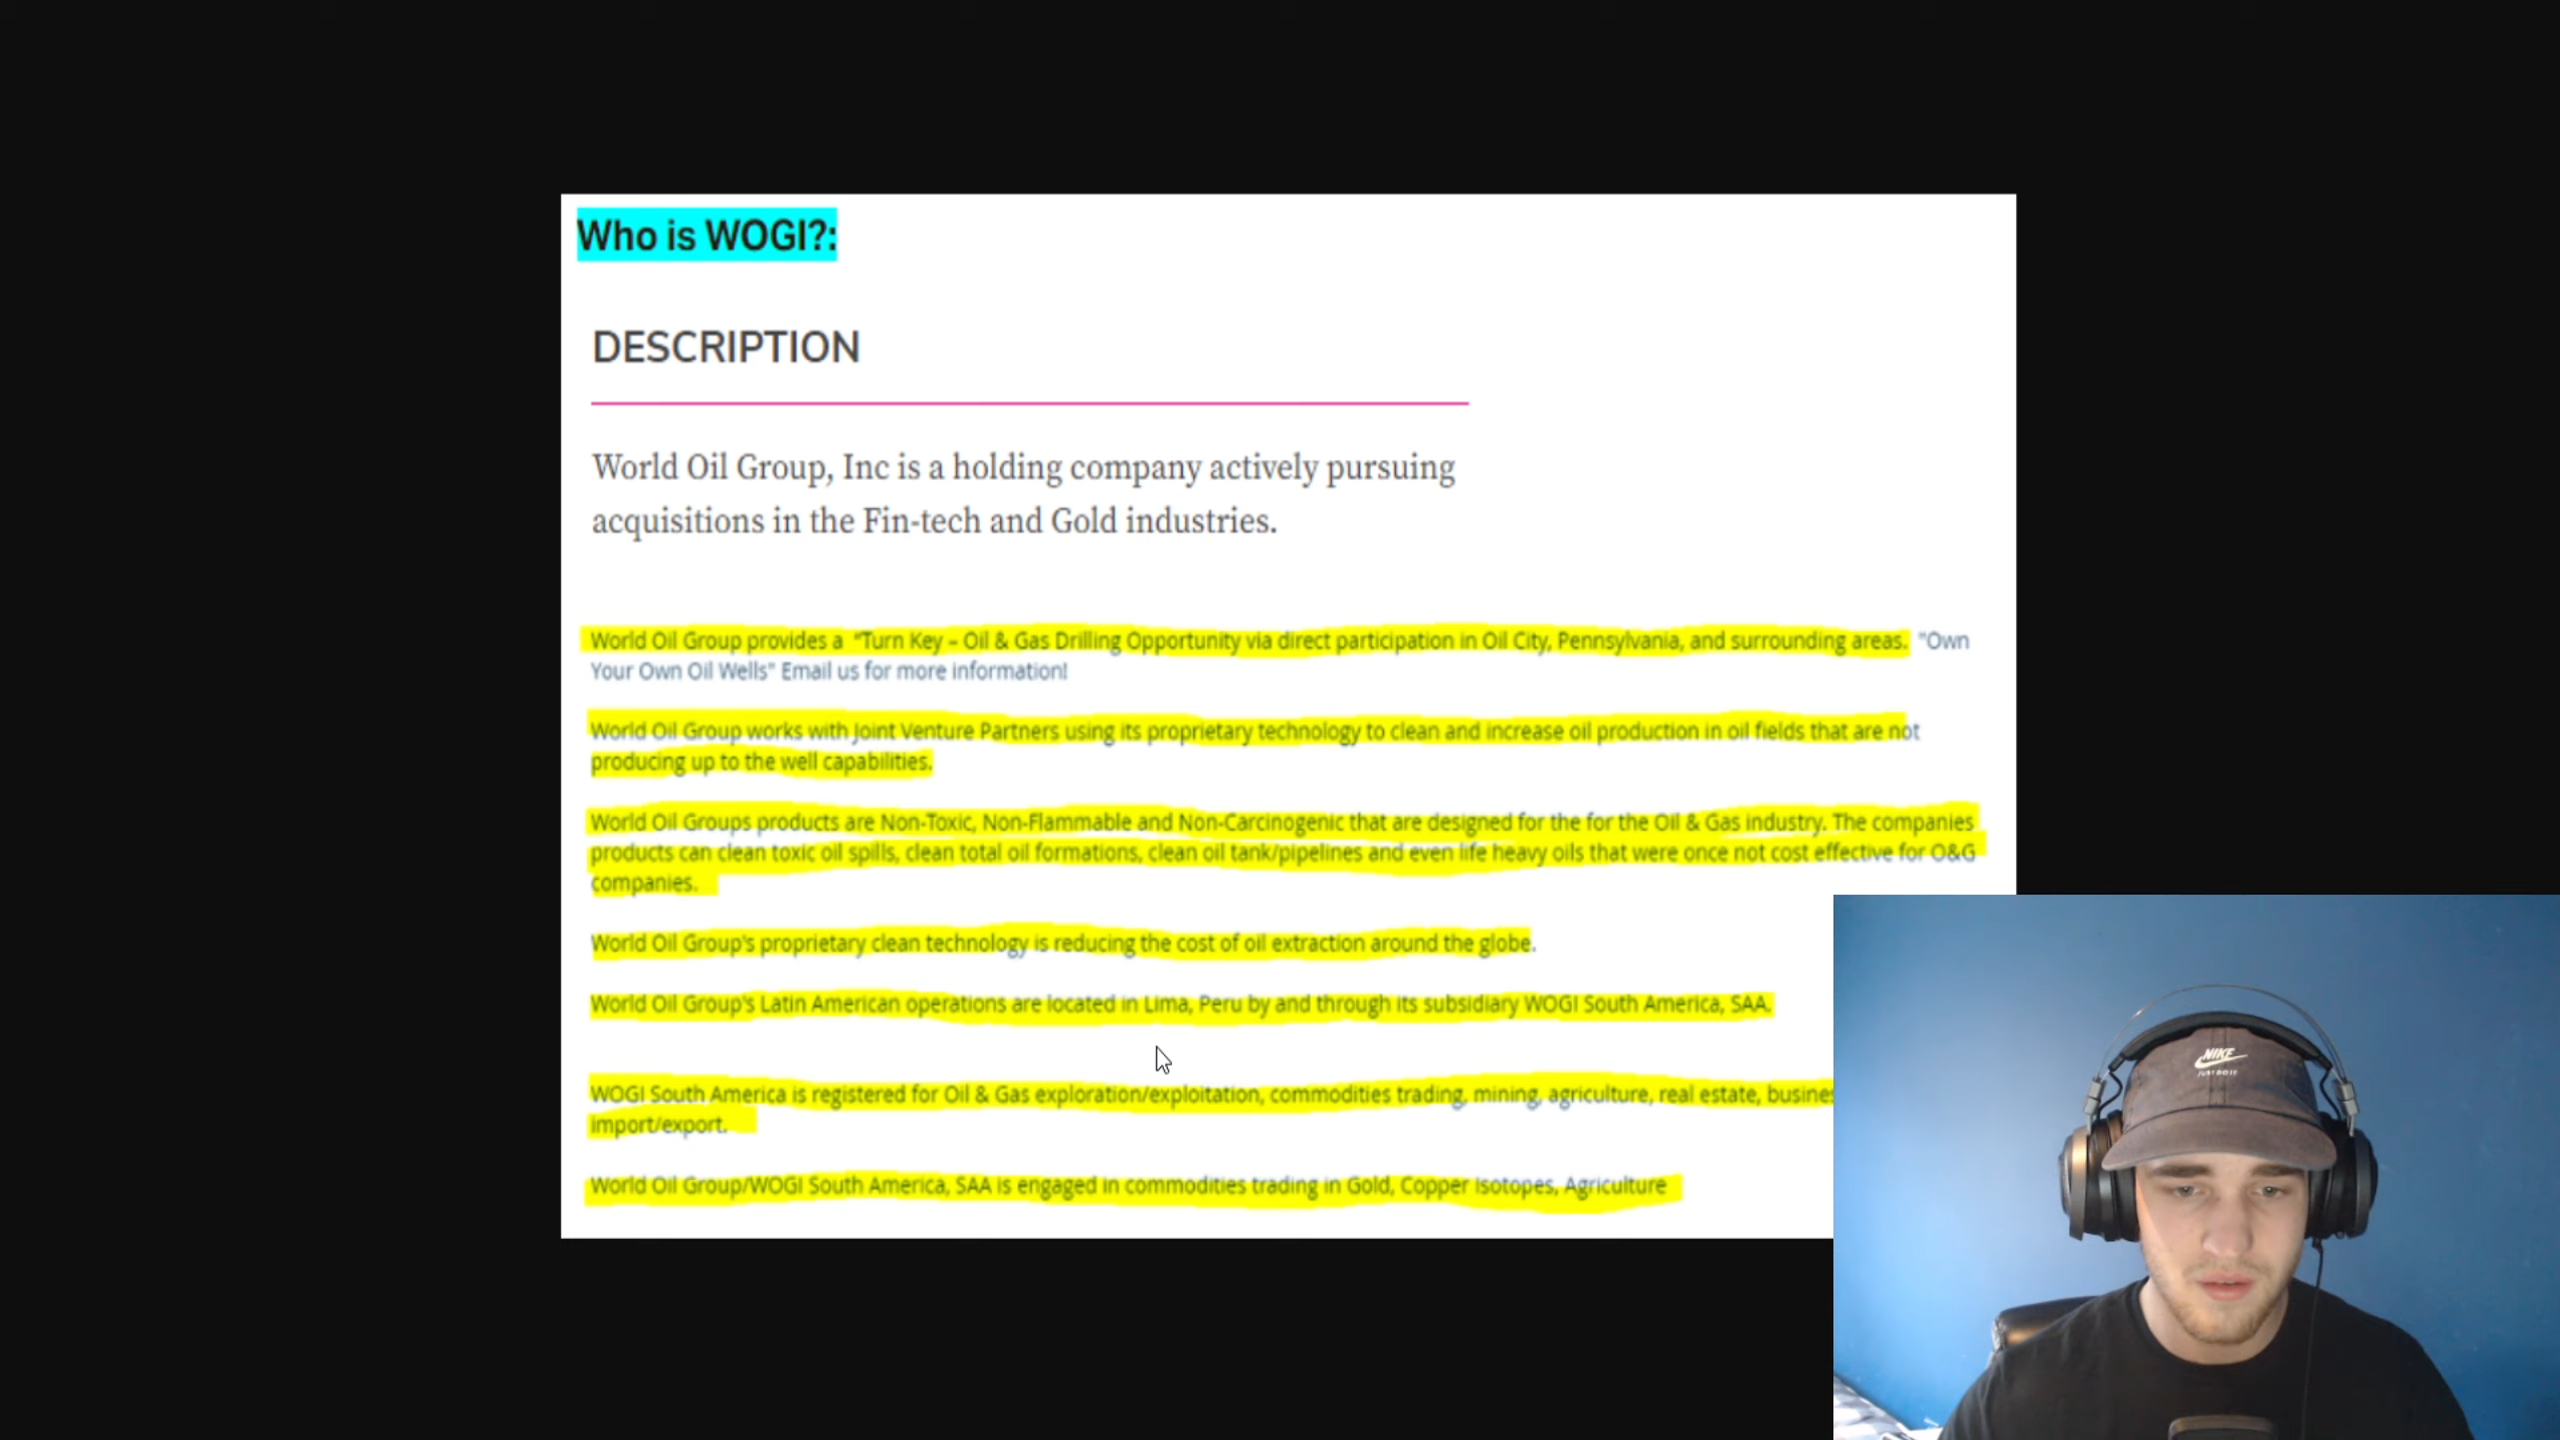 Who is WOGI?:
DESCRIPTION
World Oil Group, Inc is a holding company actively pursuing
acquisitions in the Fin-tech and Gold industries.
World Oil Group provides a "Turn Key – Oil & Gas Drilling Opportunity via direct participation in Oil City, Pennsylvania, and surrounding areas. "Own
Your Own Oil Wells" Email us for more information!
World Oil Group works with Joint Venture Partners using its proprietary technology to clean and increase oil production in oil fields that are not
producing up to the well capabilities.
World Oil Groups products are Non-Toxic, Non-Flammable and Non-Carcinogenic that are designed for the for the Oil & Gas industry. The companies
products can clean toxic oil spills, clean total oil formations, clean oil tank/pipelines and even life heavy oils that were once not cost effective for O&G
companies.
World Oil Group's proprietary clean technology is reducing the cost of oil extraction around the globe.
World Oil Group's Latin American operations are located in Lima, Peru by and through its subsidiary WOGI South America, SAA.
WOGI South America is registered for Oil & Gas exploration/exploitation, commodities trading, mining, agriculture, real estate,
import/export.
World Oil Group/WOGI South America, SAA is engaged in commodities trading in Gold, Copper Isotopes, Agriculture
NIKE
JUST DO IT